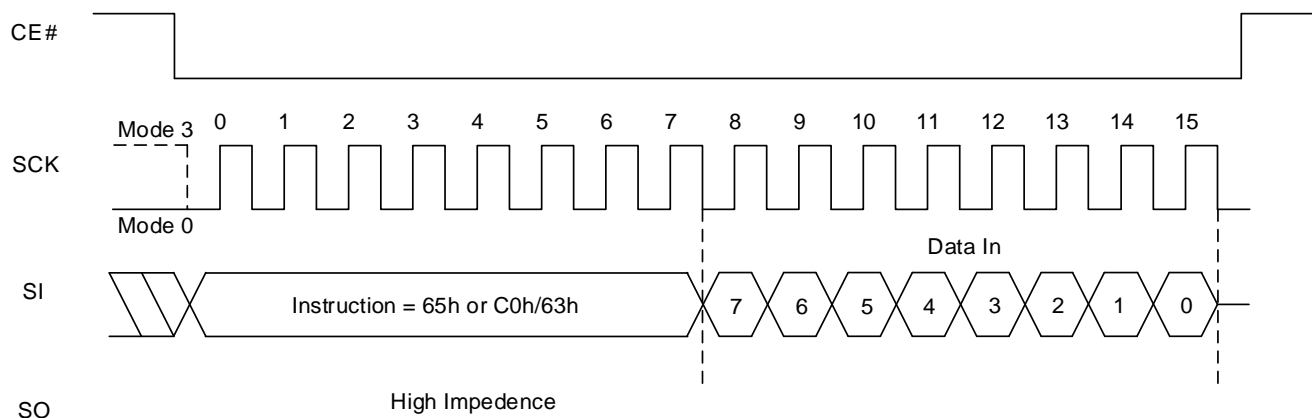 CE#
Mode 3
0 1 2 3 4 5 6 7 8 9 10 11 12 13 14 15
SCK
Mode 0
Data In
SI
Instruction = 65h or C0h/63h
7 6 5 4 3 2 1 0
High Impedence
SO